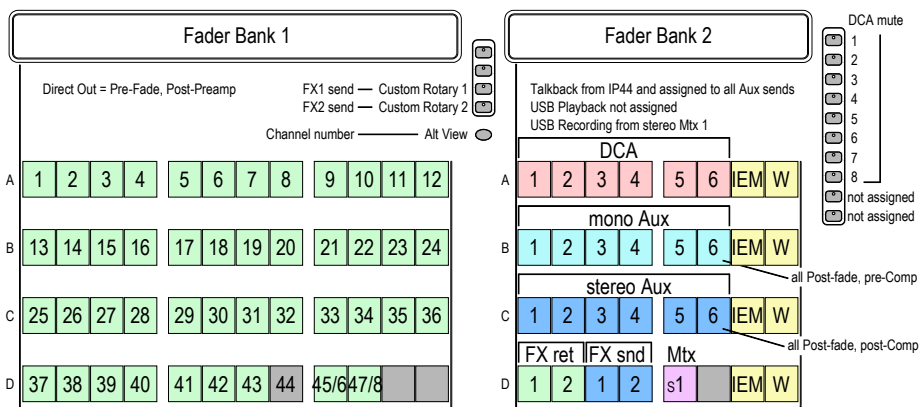 Fader Bank 1
Direct Out = Pre-Fade, Post-Preamp
FX1 send — Custom Rotary 1
FX2 send — Custom Rotary 2
Channel number — Alt View
A 1 2 3 4 5 6 7 8 9 10 11 12
B 13 14 15 16 17 18 19 20 21 22 23 24
C 25 26 27 28 29 30 31 32 33 34 35 36
D 37 38 39 40 41 42 43 44 45/6 47/8
Fader Bank 2
Talkback from IP44 and assigned to all Aux sends
USB Playback not assigned
USB Recording from stereo Mtx 1
DCA
A 1 2 3 4 5 6 IEM W
mono Aux
B 1 2 3 4 5 6 IEM W
all Post-fade, pre-Comp
stereo Aux
C 1 2 3 4 5 6 IEM W
all Post-fade, post-Comp
FX ret FX snd Mtx
D 1 2 1 2 s1 IEM W
DCA mute
1
2
3
4
5
6
7
8
not assigned
not assigned